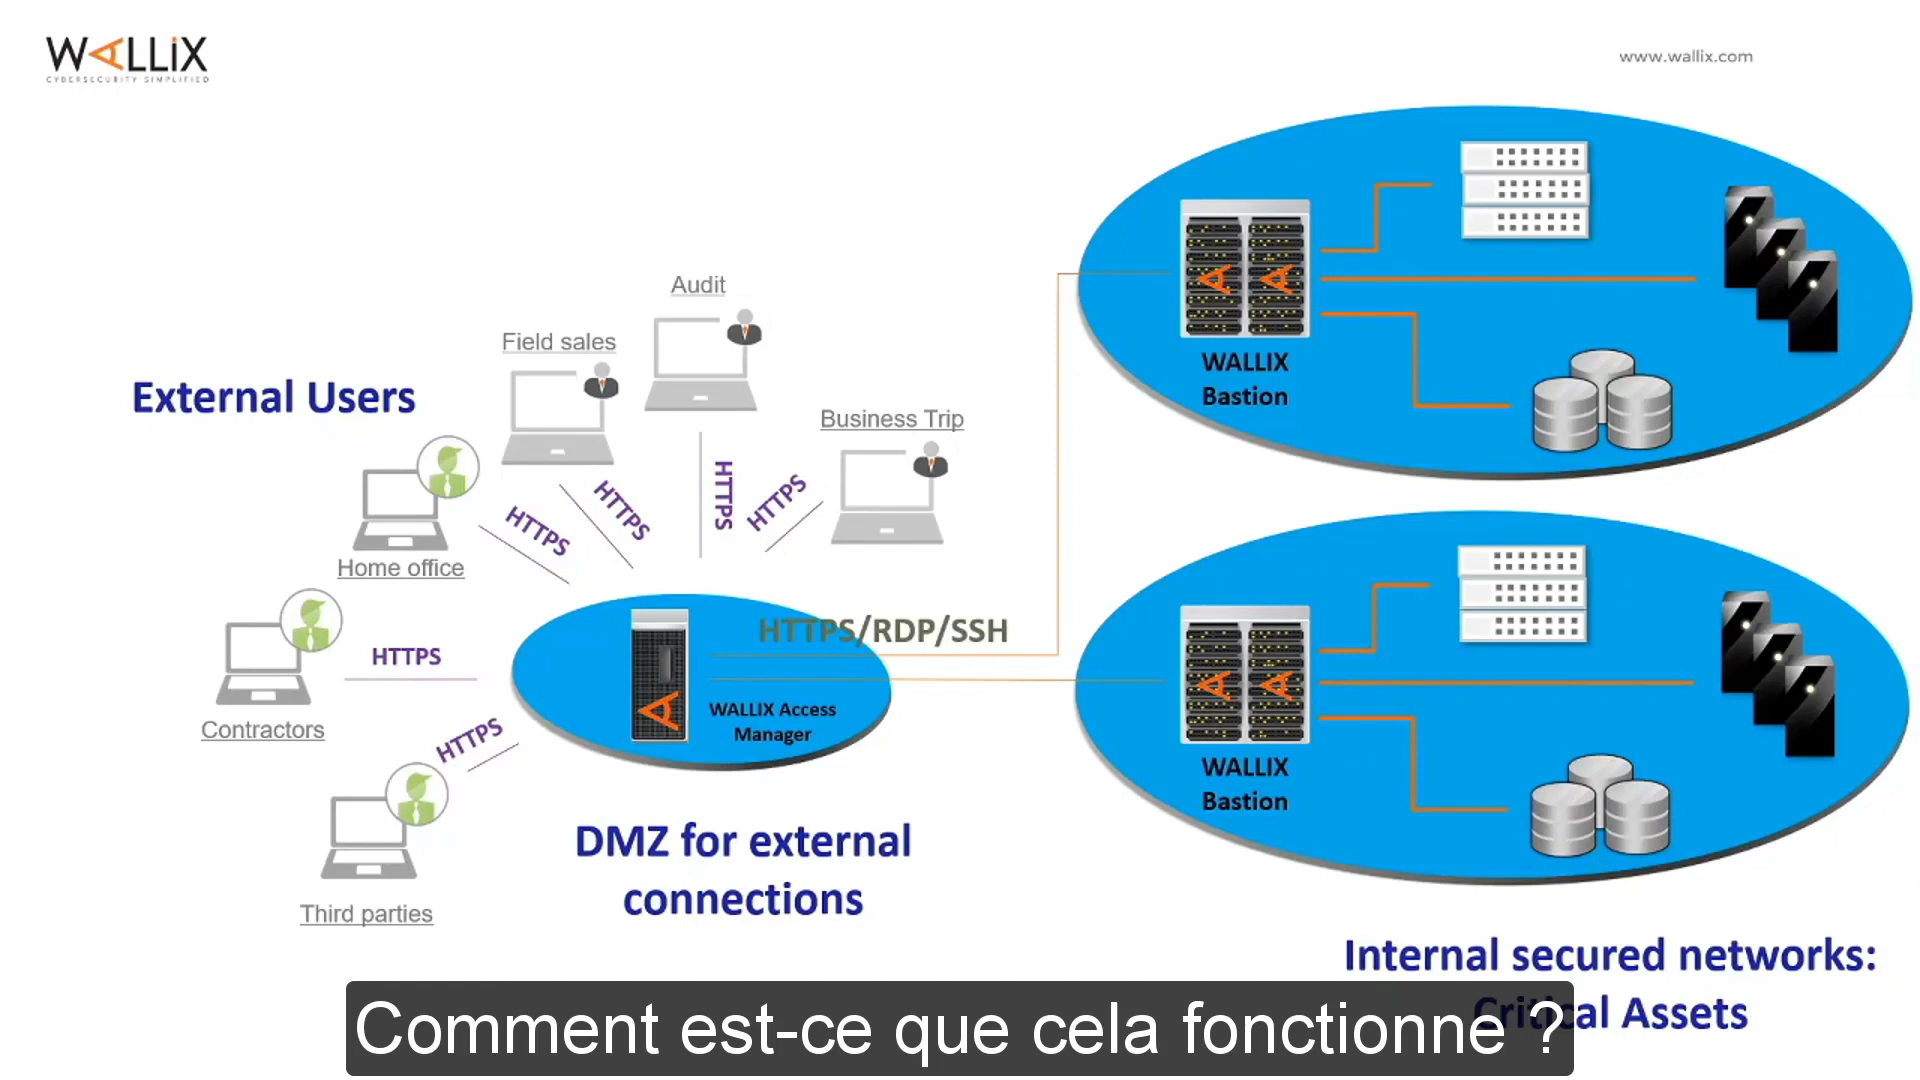 WALLiX
CYBERSECURITY SIMPLIFIED
www.wallix.com
Audit
Field sales
External Users
Business Trip
HTTPS
HTTPS
HTTPS
HTTPS
Home office
HTTPS/RDP/SSH
HTTPS
WALLIX Access
Manager
Contractors
HTTPS
Third parties
DMZ for external
connections
WALLIX
Bastion
WALLIX
Bastion
Internal secured networks:
Critical Assets
Comment est-ce que cela fonctionne ?